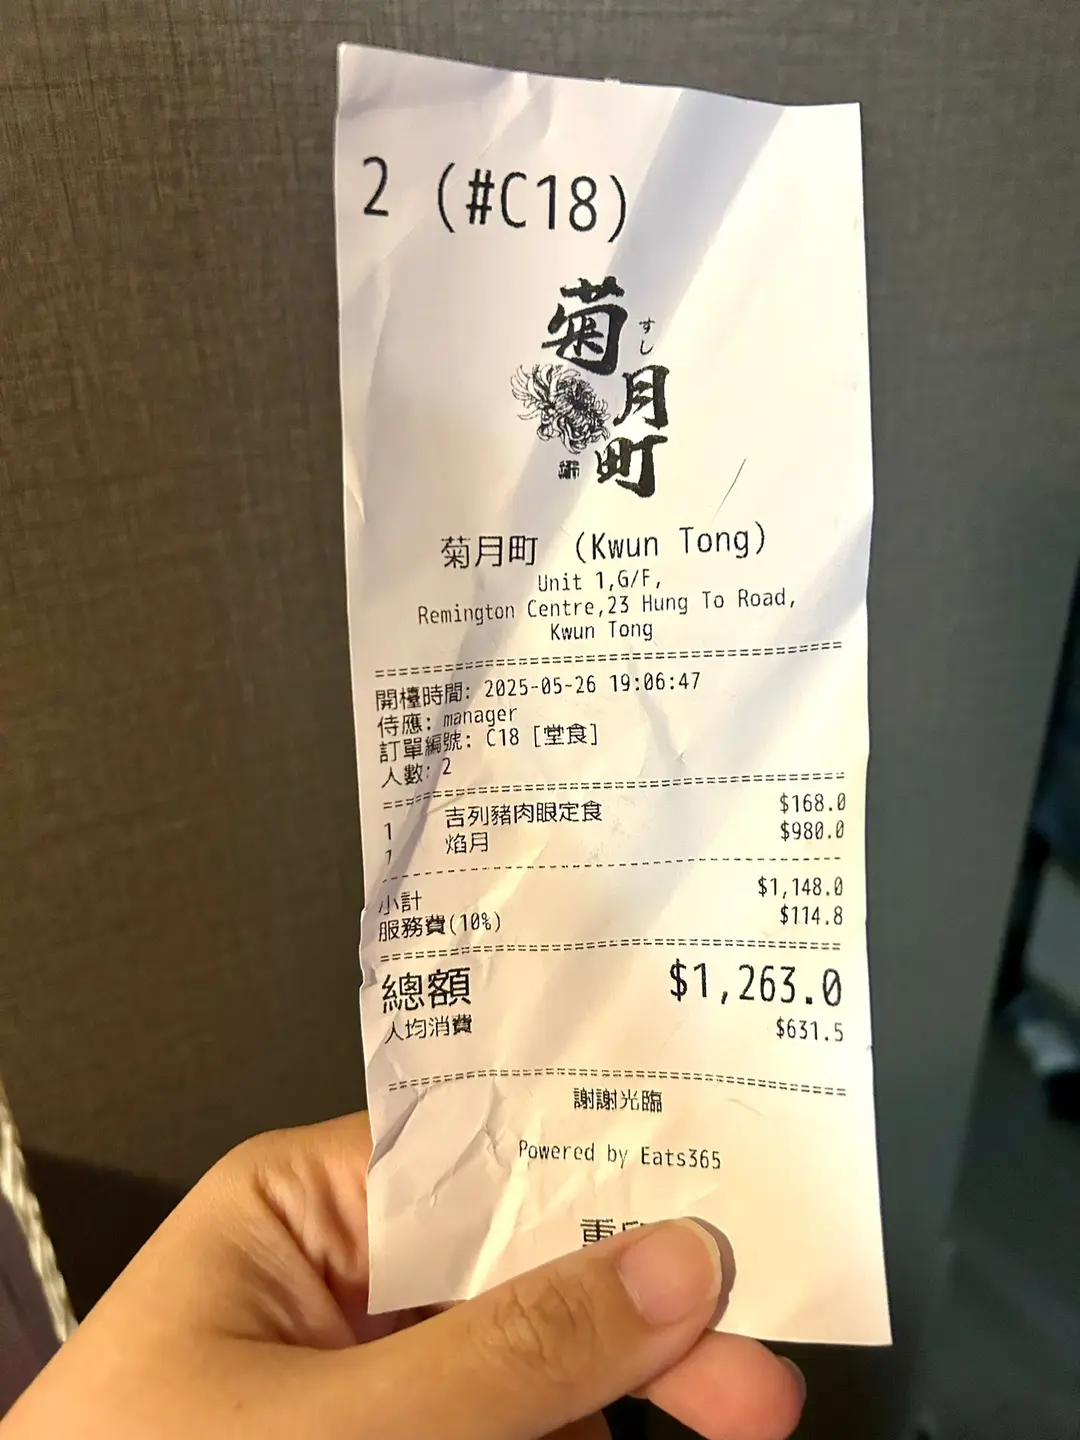 2 (#C18)
菊月町
すし
菊月町 (Kwun Tong)
Unit 1,G/F,
Remington Centre,23 Hung To Road,
Kwun Tong
開檯時間: 2025-05-26 19:06:47
侍應: manager
訂單編號: C18 [堂食]
人數: 2
1 吉列豬肉眼定食 $168.0
1 焰月 $980.0
小計 $1,148.0
服務費(10%) $114.8
總額 $1,263.0
人均消費 $631.5
謝謝光臨
Powered by Eats365
重